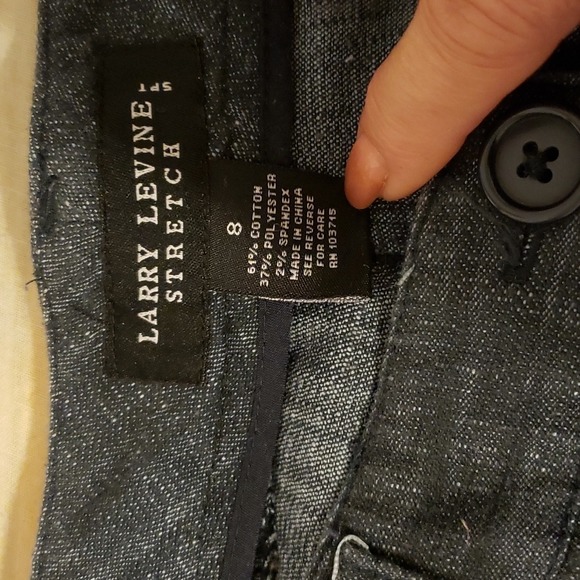 LARRY LEVINE
STRETCH
8
61% COTTON
37% POLYESTER
2% SPANDEX
MADE IN CHINA
SEE REVERSE
FOR CARE
RN 103715